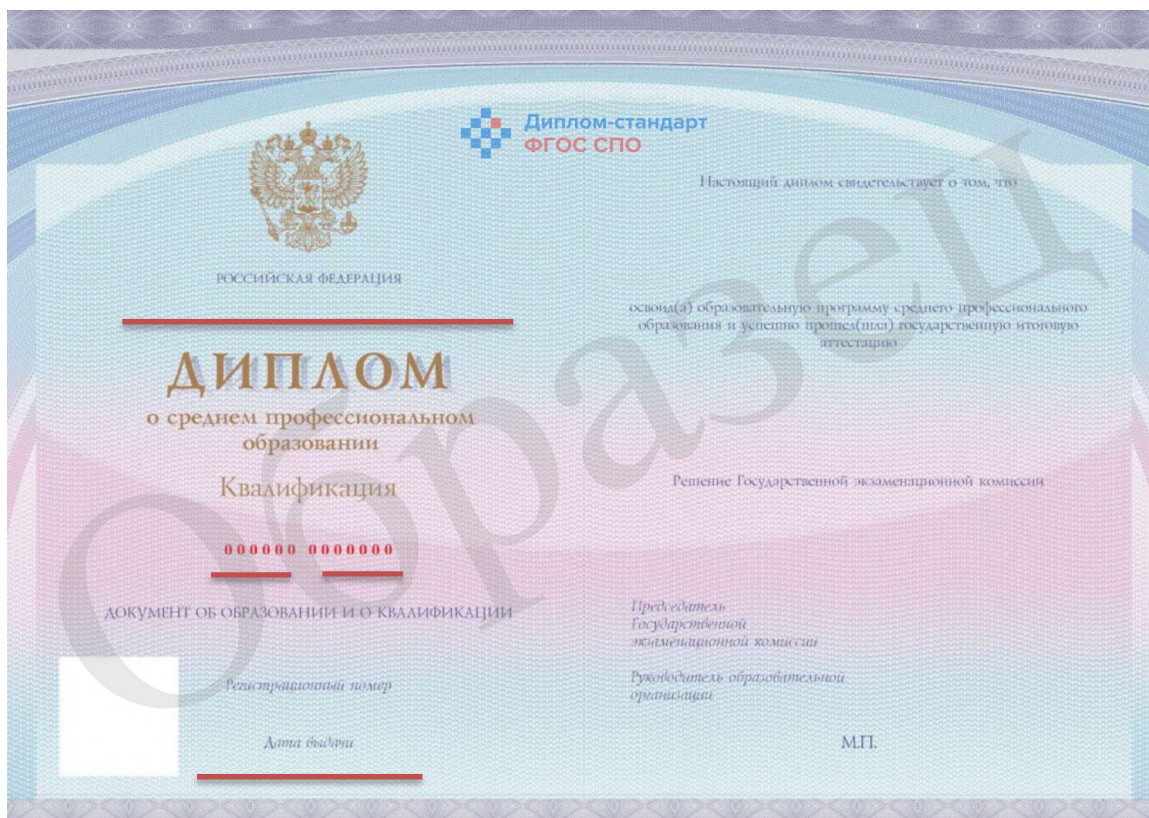 Диплом-стандарт
ФГОС СПО
РОССИЙСКАЯ ФЕДЕРАЦИЯ
ДИПЛОМ
о среднем профессиональном
образовании
Квалификация
000000 0000000
ДОКУМЕНТ ОБ ОБРАЗОВАНИИ И О КВАЛИФИКАЦИИ
Регистрационный номер
Дата выдачи
Настоящий диплом свидетельствует о том, что
освоил(а) образовательную программу среднего профессионального
образования и успешно прошел(шла) государственную итоговую
аттестацию
Решение Государственной экзаменационной комиссии
Председатель
Государственной
экзаменационной комиссии
Руководитель образовательной
организации
М.П.
Образец